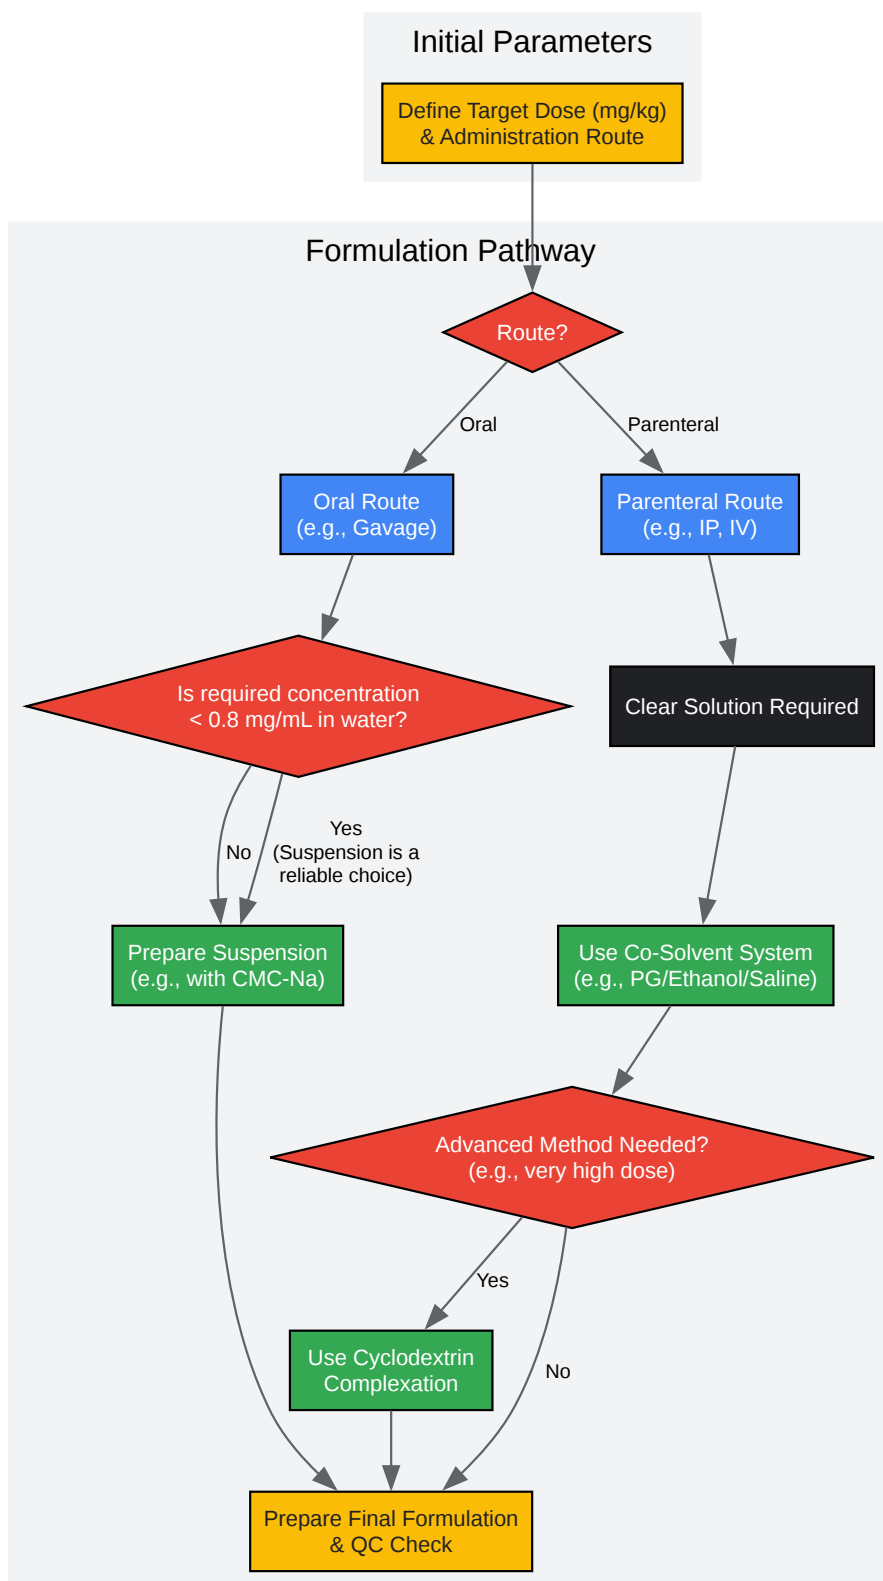 Initial Parameters
Define Target Dose (mg/kg)
& Administration Route
Formulation Pathway
Route?
Oral
Parenteral
Oral Route
(e.g., Gavage)
Parenteral Route
(e.g., IP, IV)
Is required concentration
< 0.8 mg/mL in water?
Clear Solution Required
No
Yes
(Suspension is a
reliable choice)
Prepare Suspension
(e.g., with CMC-Na)
Use Co-Solvent System
(e.g., PG/Ethanol/Saline)
Advanced Method Needed?
(e.g., very high dose)
Yes
Use Cyclodextrin
Complexation
No
Prepare Final Formulation
& QC Check